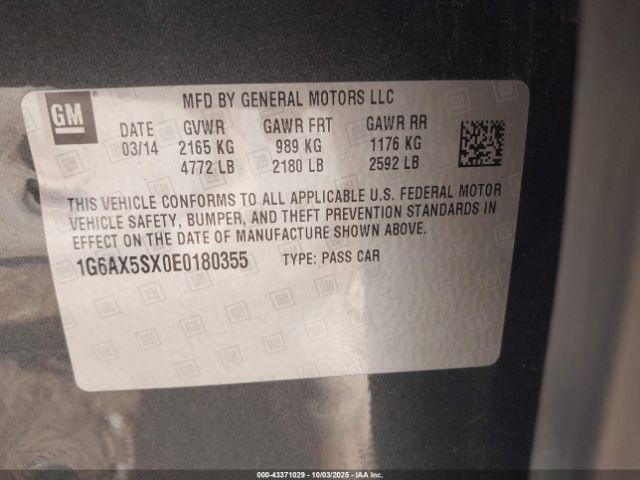 GM
MFD BY GENERAL MOTORS LLC
DATE GVWR GAWR FRT GAWR RR
03/14 2165 KG 989 KG 1176 KG
4772 LB 2180 LB 2592 LB
THIS VEHICLE CONFORMS TO ALL APPLICABLE U.S. FEDERAL MOTOR
VEHICLE SAFETY, BUMPER, AND THEFT PREVENTION STANDARDS IN
EFFECT ON THE DATE OF MANUFACTURE SHOWN ABOVE.
1G6AX5SX0E0180355 TYPE: PASS CAR
© (200-43371029 - 10/03/2025 - IAA, Inc.)